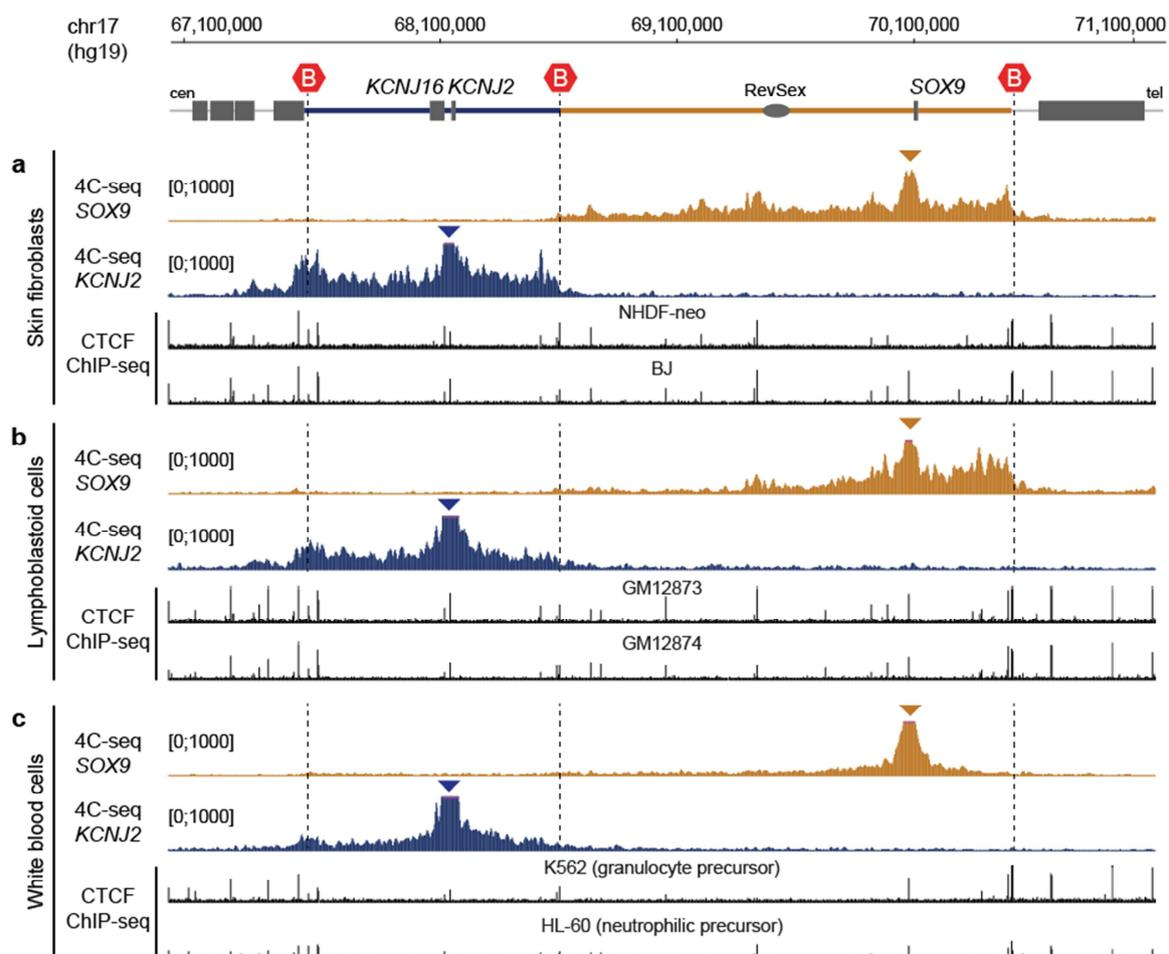 chr17 67,100,000 68,100,000 69,100,000 70,100,000 71,100,000
(hg19)
B B B
cen KCNJ16 KCNJ2 RevSex SOX9 tel
a
Skin fibroblasts
4C-seq [0;1000]
SOX9
4C-seq [0;1000]
KCNJ2
NHDF-neo
CTCF
ChIP-seq
BJ
b
Lymphoblastoid cells
4C-seq [0;1000]
SOX9
4C-seq [0;1000]
KCNJ2
GM12873
CTCF
ChIP-seq
GM12874
c
White blood cells
4C-seq [0;1000]
SOX9
4C-seq [0;1000]
KCNJ2
K562 (granulocyte precursor)
CTCF
ChIP-seq
HL-60 (neutrophilic precursor)